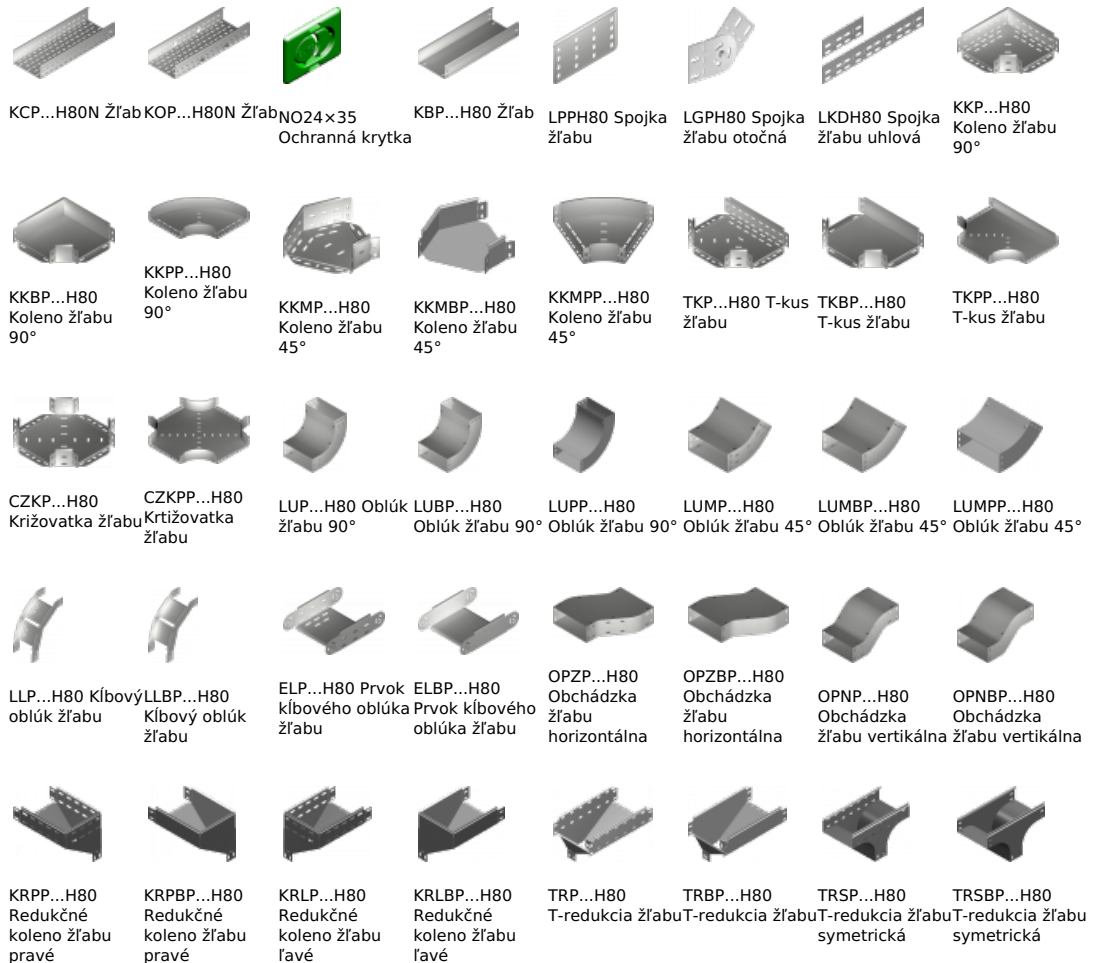 KCP...H80N Žľab
KOP...H80N Žľab
NO24×35
Ochranná krytka
KBP...H80 Žľab
LPPH80 Spojka
žľabu
LGPH80 Spojka
žľabu otočná
LKDH80 Spojka
žľabu uhlová
KKP...H80
Koleno žľabu
90°
KKBP...H80
Koleno žľabu
90°
KKPP...H80
Koleno žľabu
90°
KKMP...H80
Koleno žľabu
45°
KKMBP...H80
Koleno žľabu
45°
KKMPP...H80
Koleno žľabu
45°
TKP...H80 T-kus
žľabu
TKBP...H80
T-kus žľabu
TKPP...H80
T-kus žľabu
CZKP...H80
Križovatka žľabu
CZKPP...H80
Krtižovatka
žľabu
LUP...H80 Oblúk
žľabu 90°
LUBP...H80
Oblúk žľabu 90°
LUPP...H80
Oblúk žľabu 90°
LUMP...H80
Oblúk žľabu 45°
LUMBP...H80
Oblúk žľabu 45°
LUMPP...H80
Oblúk žľabu 45°
LLP...H80 Kĺbový
oblúk žľabu
LLBP...H80
Kĺbový oblúk
žľabu
ELP...H80 Prvok
kĺbového oblúka
žľabu
ELBP...H80
Prvok kĺbového
oblúka žľabu
OPZP...H80
Obchádzka
žľabu
horizontálna
OPZBP...H80
Obchádzka
žľabu
horizontálna
OPNP...H80
Obchádzka
žľabu vertikálna
OPNBP...H80
Obchádzka
žľabu vertikálna
KRPP...H80
Redukčné
koleno žľabu
pravé
KRPBP...H80
Redukčné
koleno žľabu
pravé
KRLP...H80
Redukčné
koleno žľabu
ľavé
KRLBP...H80
Redukčné
koleno žľabu
ľavé
TRP...H80
T-redukcia žľabu
TRBP...H80
T-redukcia žľabu
TRSP...H80
T-redukcia žľabu
symetrická
TRSBP...H80
T-redukcia žľabu
symetrická